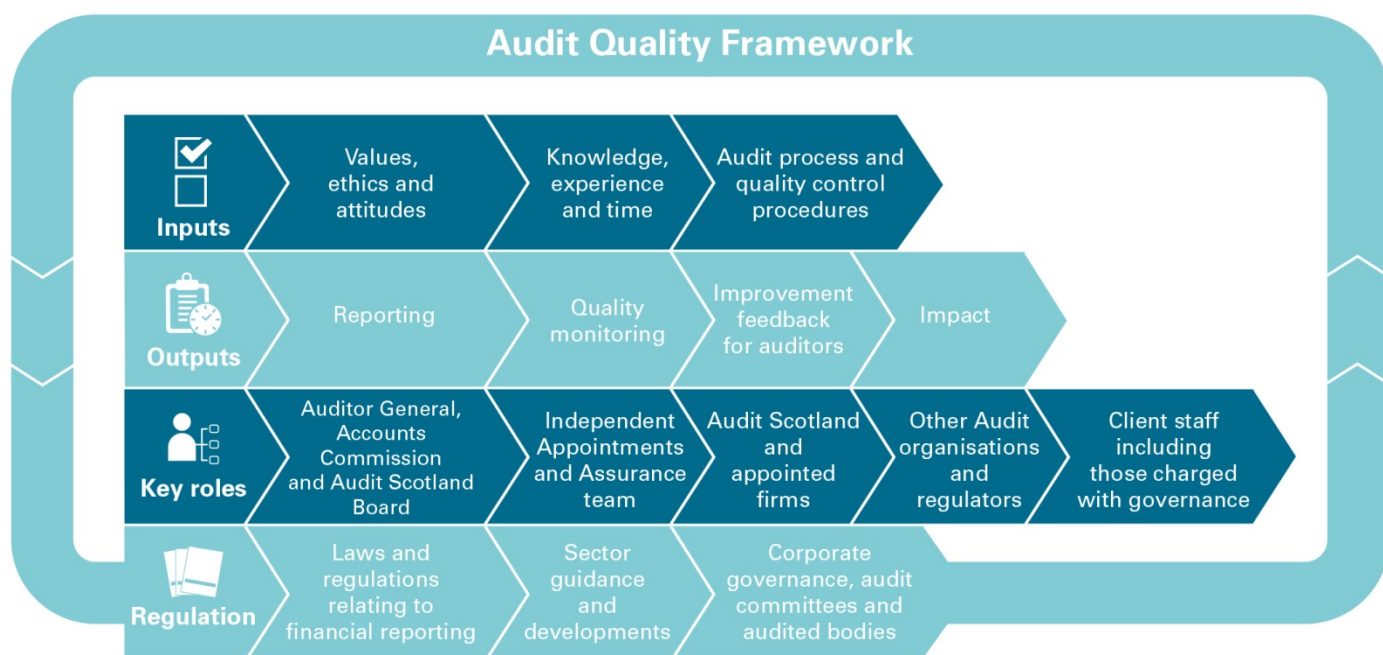 Audit Quality Framework
Inputs
Values,
ethics and
attitudes
Knowledge,
experience
and time
Audit process and
quality control
procedures
Outputs
Reporting
Quality
monitoring
Improvement
feedback
for auditors
Impact
Key roles
Auditor General,
Accounts
Commission
and Audit Scotland
Board
Independent
Appointments
and Assurance
team
Audit Scotland
and
appointed
firms
Other Audit
organisations
and
regulators
Client staff
including
those charged
with governance
Regulation
Laws and
regulations
relating to
financial reporting
Sector
guidance
and
developments
Corporate
governance, audit
committees and
audited bodies